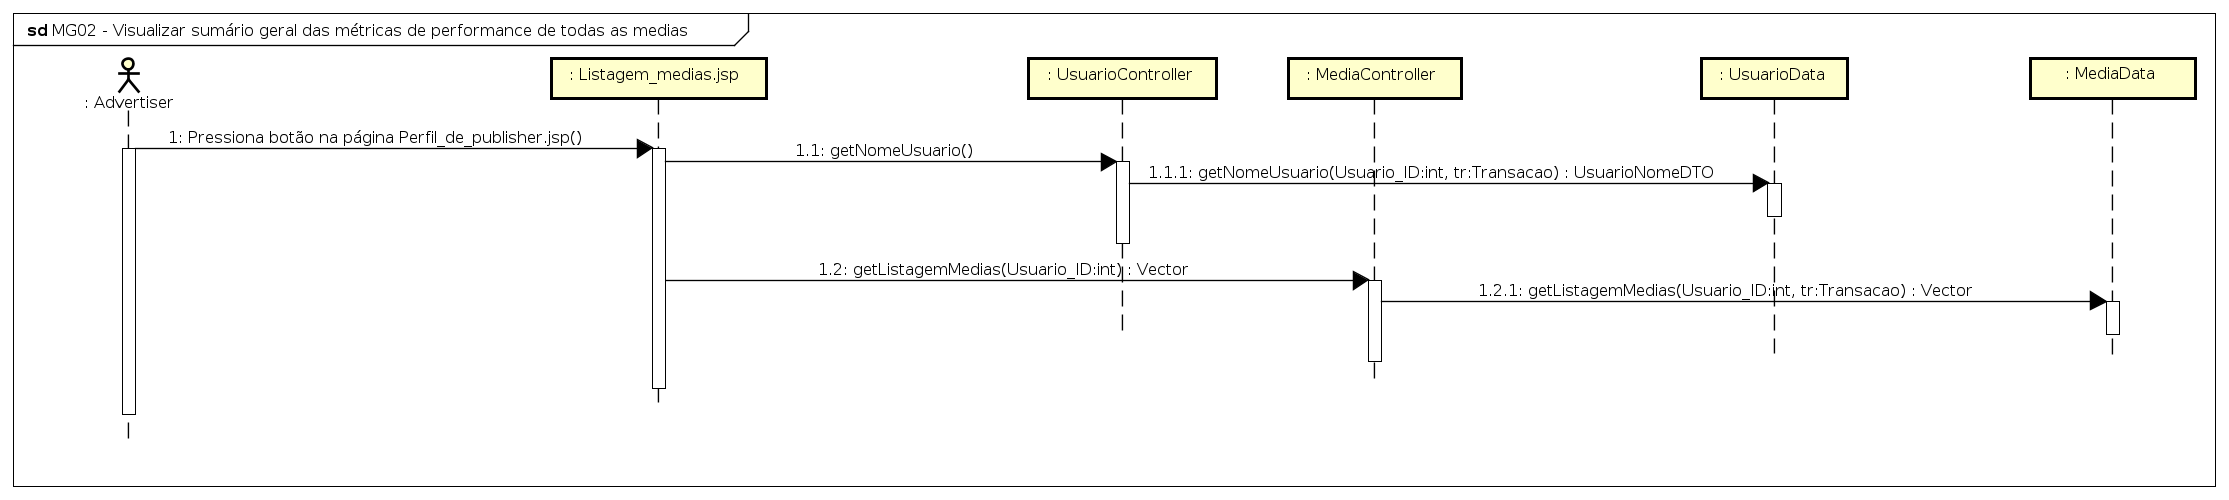 sd MG02 - Visualizar sumário geral das métricas de performance de todas as medias
: Advertiser
: Listagem_medias.jsp
: UsuarioController
: MediaController
: UsuarioData
: MediaData
1: Pressiona botão na página Perfil_de_publisher.jsp()
1.1: getNomeUsuario()
1.1.1: getNomeUsuario(Usuario_ID:int, tr:Transacao) : UsuarioNomeDTO
1.2: getListagemMedias(Usuario_ID:int) : Vector
1.2.1: getListagemMedias(Usuario_ID:int, tr:Transacao) : Vector